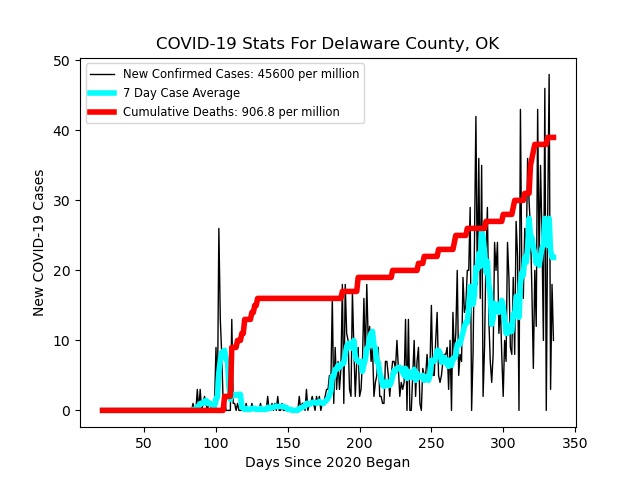 COVID-19 Stats For Delaware County, OK
New Confirmed Cases: 45600 per million
7 Day Case Average
Cumulative Deaths: 906.8 per million
New COVID-19 Cases
50
40
30
20
10
0
50 100 150 200 250 300 350
Days Since 2020 Began